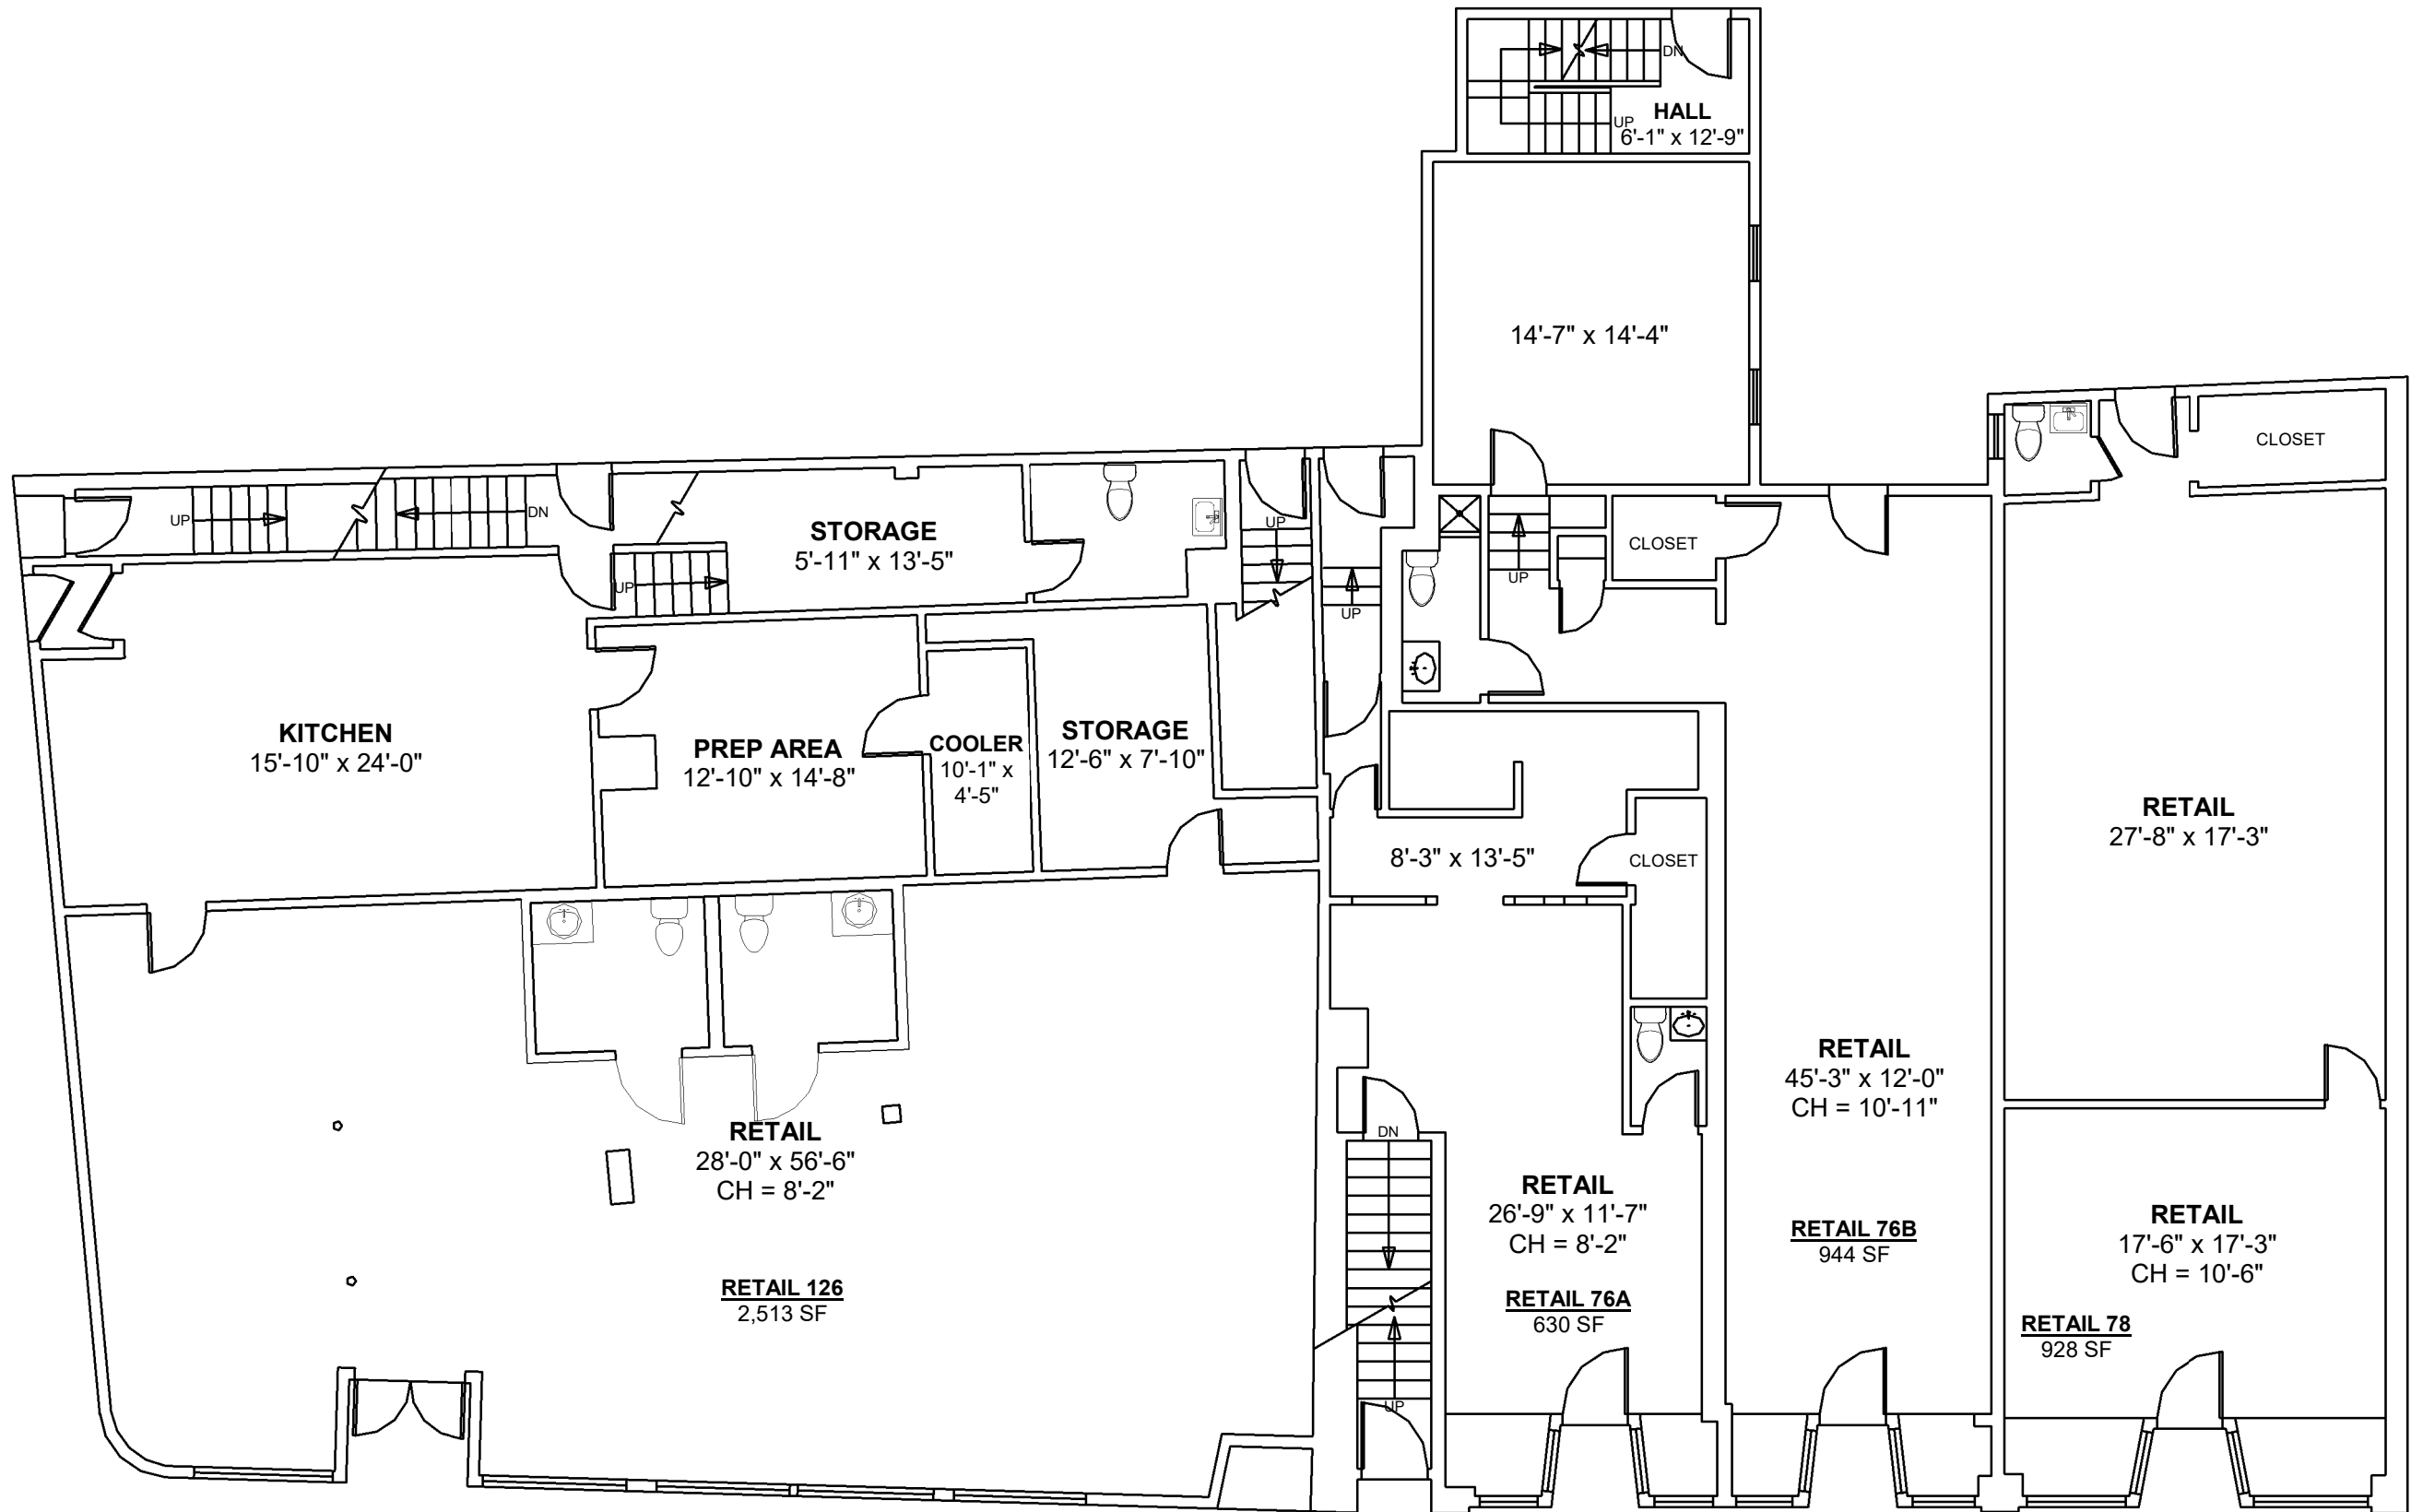 DN
HALL
UP
6'-1" x 12'-9"
14'-7" x 14'-4"
CLOSET
UP
DN
STORAGE
5'-11" x 13'-5"
UP
UP
UP
UP
CLOSET
KITCHEN
15'-10" x 24'-0"
PREP AREA
12'-10" x 14'-8"
COOLER
10'-1" x
4'-5"
STORAGE
12'-6" x 7'-10"
8'-3" x 13'-5"
CLOSET
RETAIL
27'-8" x 17'-3"
RETAIL
28'-0" x 56'-6"
CH = 8'-2"
RETAIL 126
2,513 SF
DN
UP
RETAIL
26'-9" x 11'-7"
CH = 8'-2"
RETAIL 76A
630 SF
RETAIL
45'-3" x 12'-0"
CH = 10'-11"
RETAIL 76B
944 SF
RETAIL
17'-6" x 17'-3"
CH = 10'-6"
RETAIL 78
928 SF